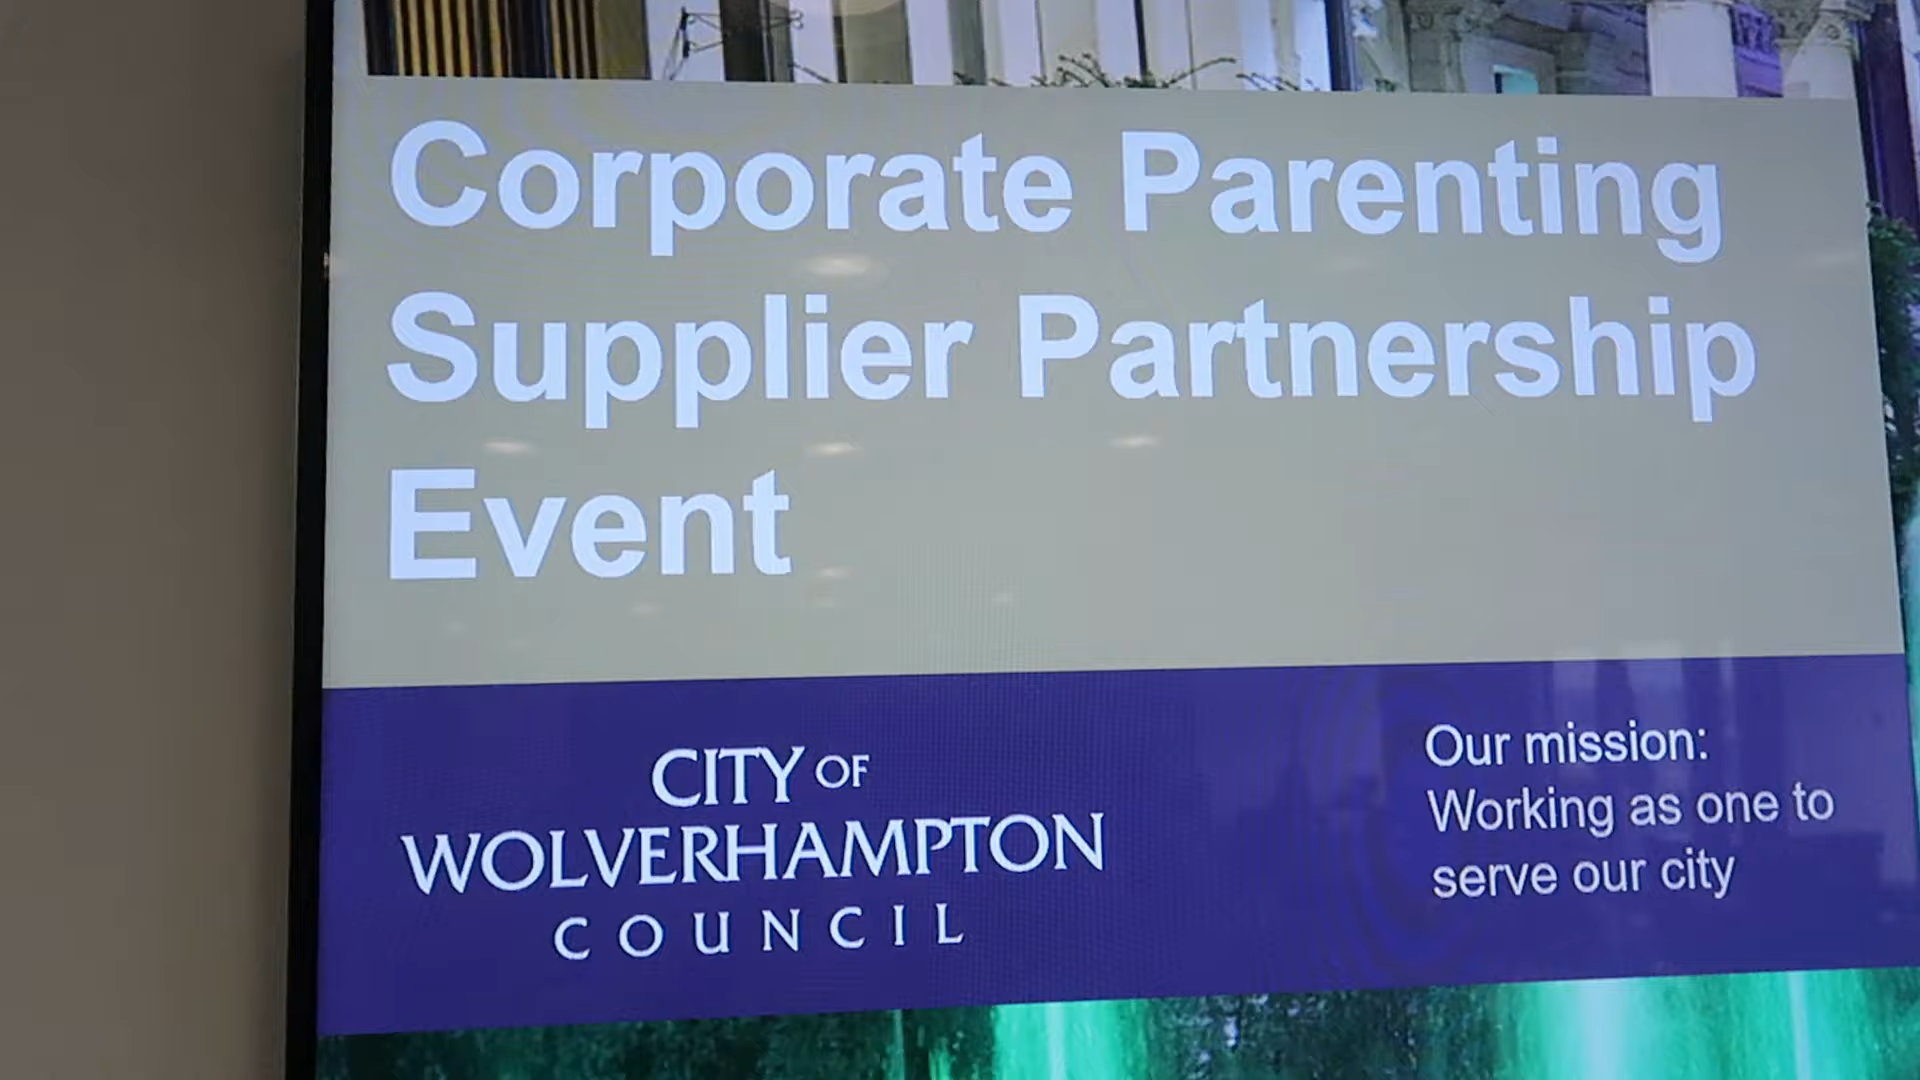 Corporate Parenting
Supplier Partnership
Event
CITY OF
WOLVERHAMPTON
COUNCIL
Our mission:
Working as one to
serve our city